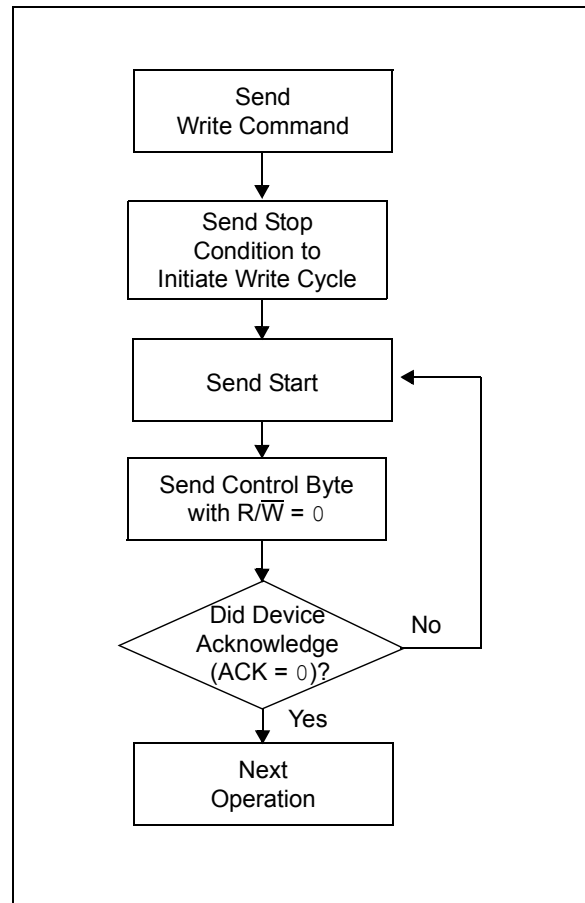 Send
Write Command
Send Stop
Condition to
Initiate Write Cycle
Send Start
Send Control Byte
with R/W̅ = 0
Did Device
Acknowledge
(ACK = 0)?
No
Yes
Next
Operation